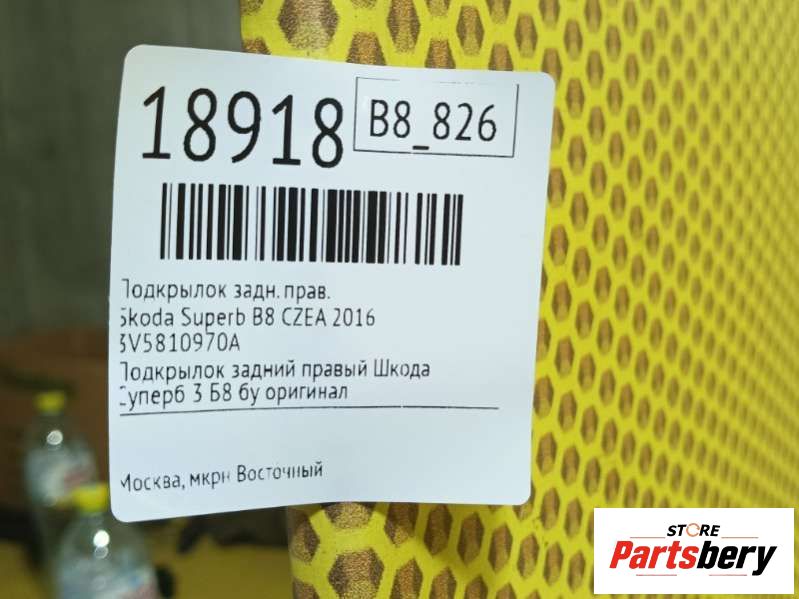 18918
B8_826
Подкрылок задн. прав.
Skoda Superb B8 CZEA 2016
3V5810970A
Подкрылок задний правый Шкода
Суперб 3 Б8 бу оригинал
Москва, мкрн Восточный
STORE
Partsbery